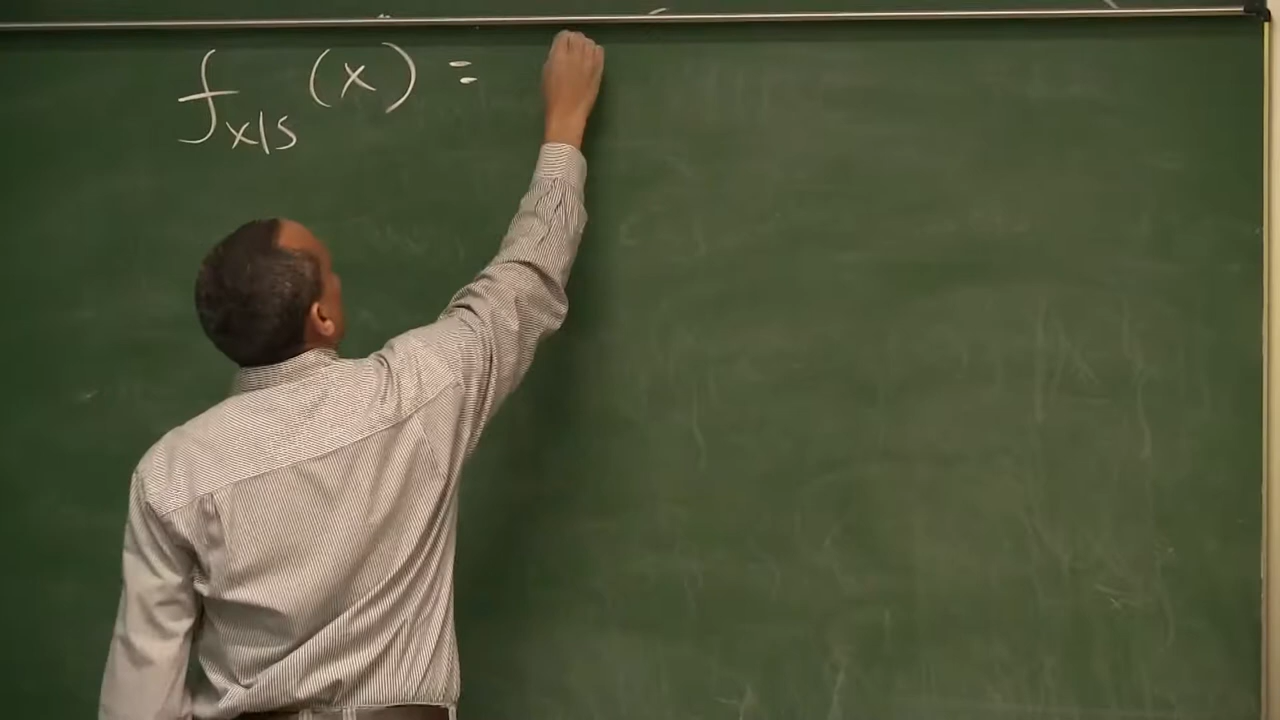 f_{x|s} (x) =